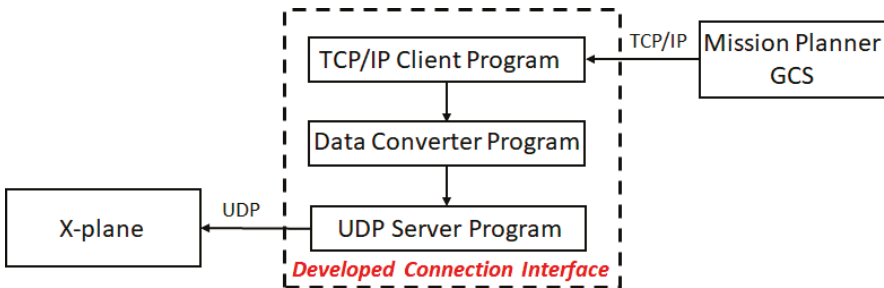 TCP/IP Client Program
TCP/IP
Mission Planner
GCS
Data Converter Program
X-plane
UDP
UDP Server Program
Developed Connection Interface